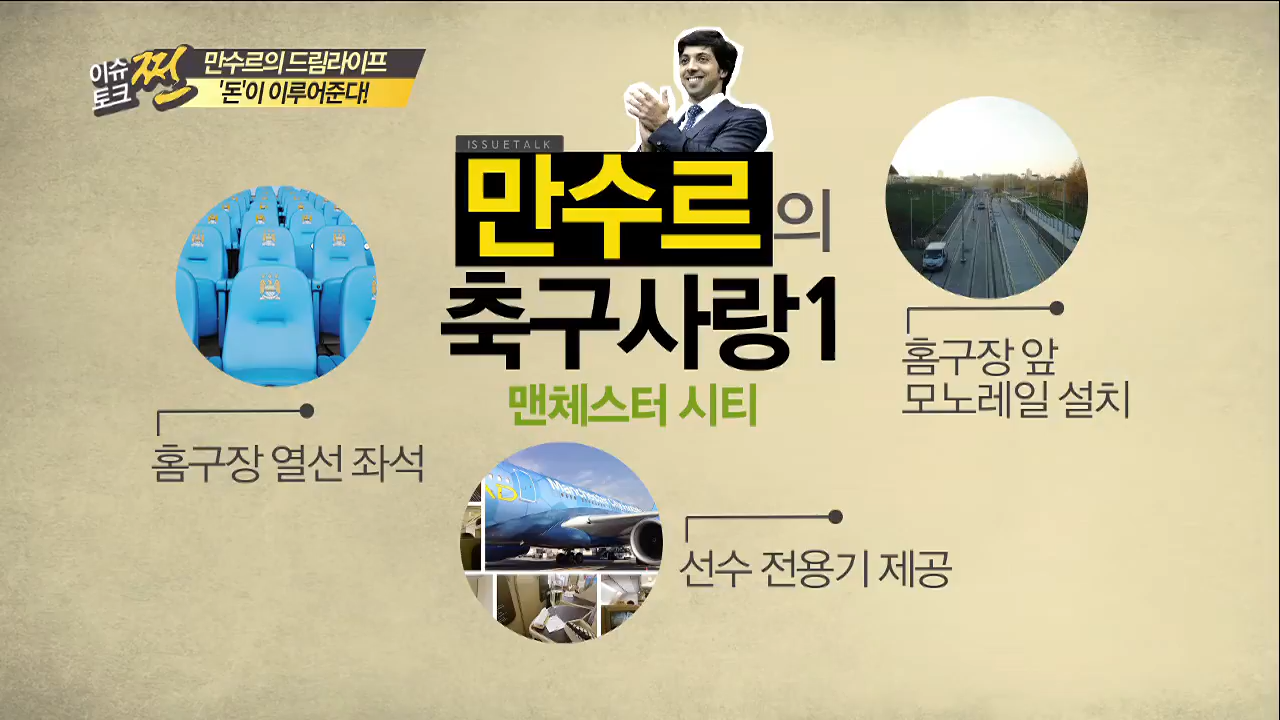 이슈
토크
찐
만수르의 드림라이프
'돈'이 이루어준다!
ISSUETALK
만수르의
축구사랑1
맨체스터 시티
홈구장 앞
모노레일 설치
홈구장 열선 좌석
선수 전용기 제공